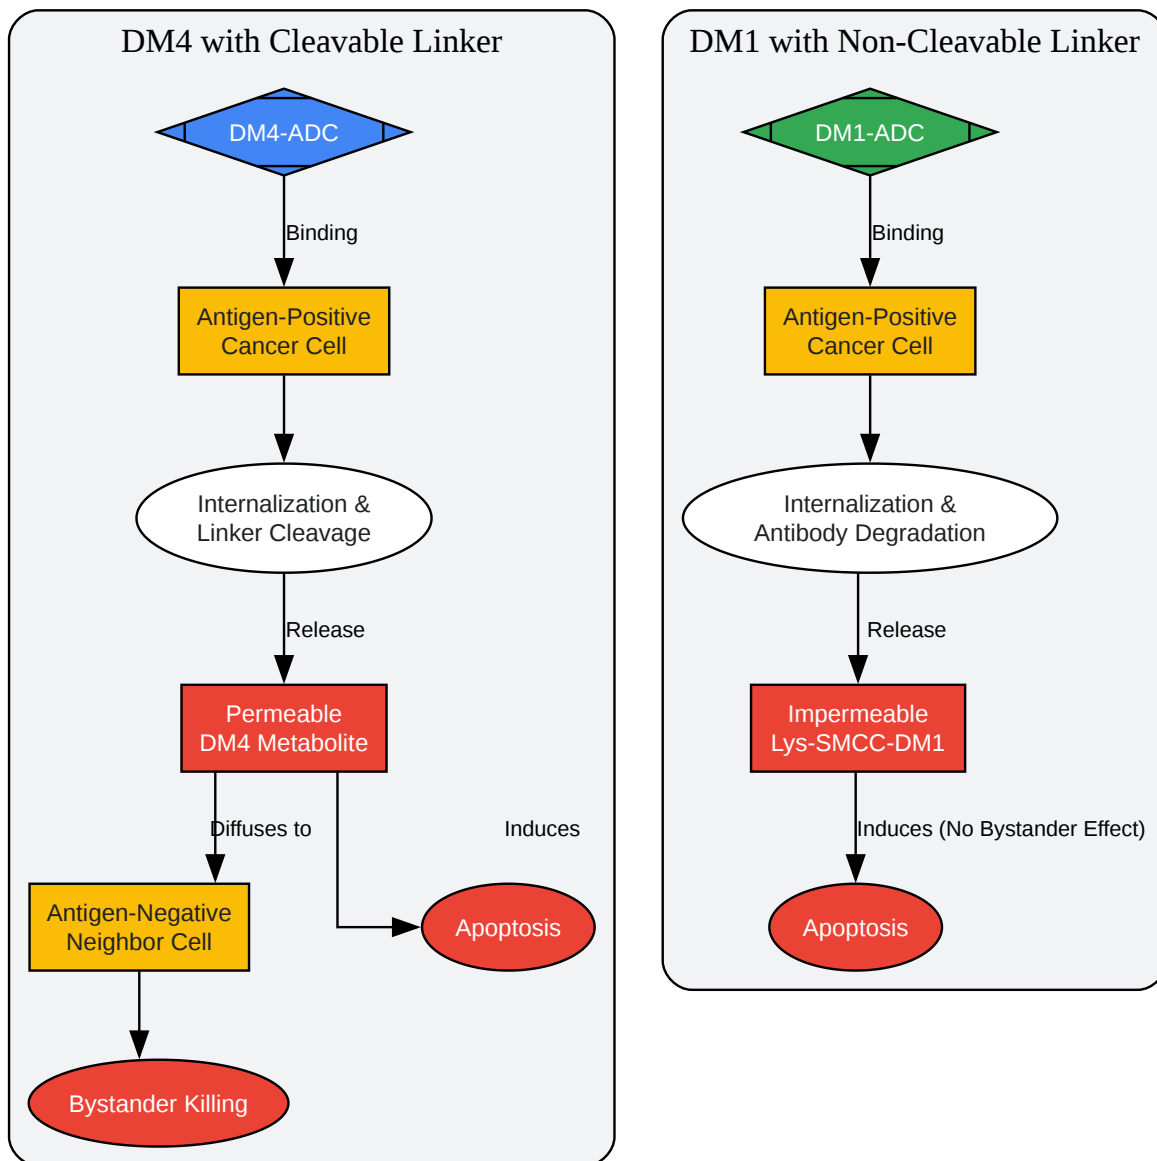 DM4 with Cleavable Linker
DM4-ADC
Binding
Antigen-Positive
Cancer Cell
Internalization &
Linker Cleavage
Release
Permeable
DM4 Metabolite
Diffuses to
Induces
Antigen-Negative
Neighbor Cell
Apoptosis
Bystander Killing
DM1 with Non-Cleavable Linker
DM1-ADC
Binding
Antigen-Positive
Cancer Cell
Internalization &
Antibody Degradation
Release
Impermeable
Lys-SMCC-DM1
Induces (No Bystander Effect)
Apoptosis